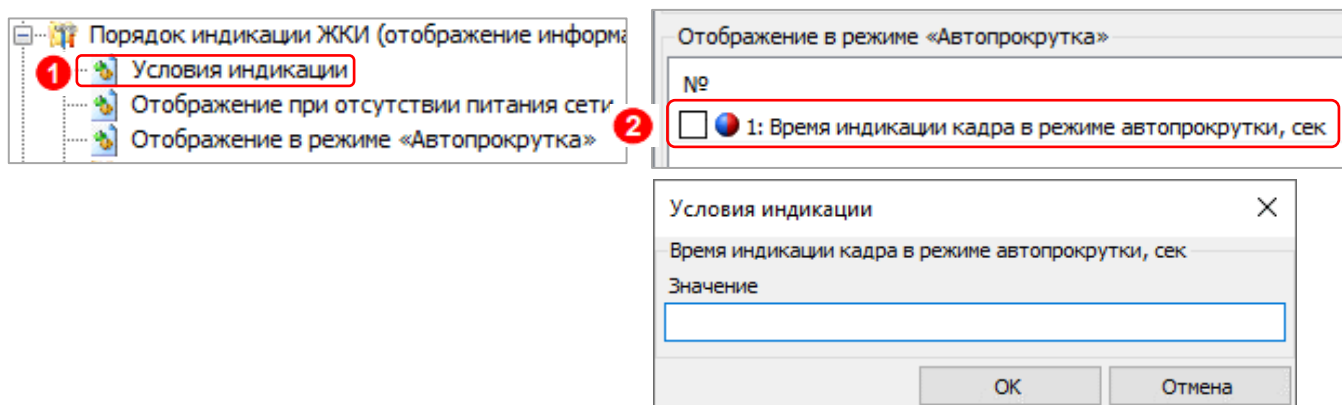 Порядок индикации ЖКИ (отображение информа
1 Условия индикации
Отображение при отсутствии питания сети
Отображение в режиме «Автопрокрутка»
Отображение в режиме «Автопрокрутка»
№
2 1: Время индикации кадра в режиме автопрокрутки, сек
Условия индикации
Время индикации кадра в режиме автопрокрутки, сек
Значение
ОК Отмена